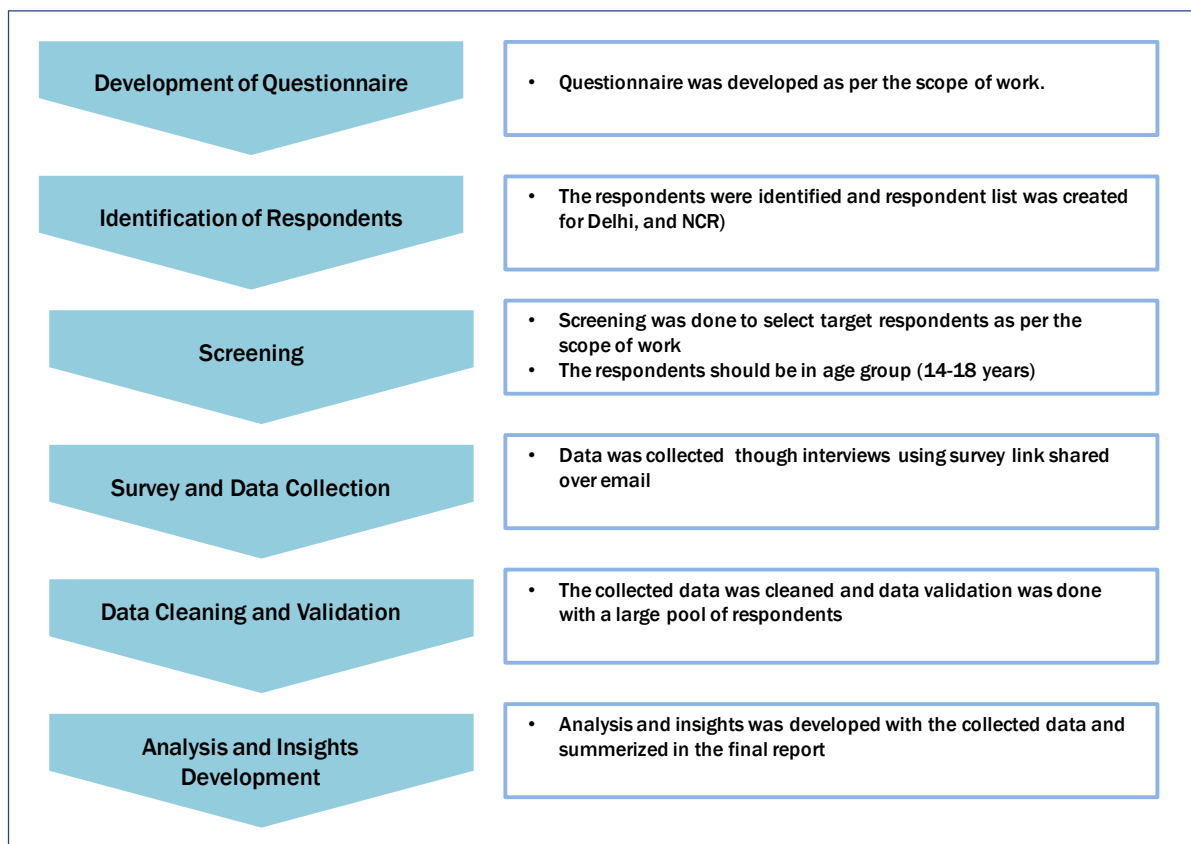 Development of Questionnaire
• Questionnaire was developed as per the scope of work.
Identification of Respondents
• The respondents were identified and respondent list was created
for Delhi, and NCR)
Screening
• Screening was done to select target respondents as per the
scope of work
• The respondents should be in age group (14-18 years)
Survey and Data Collection
• Data was collected though interviews using survey link shared
over email
Data Cleaning and Validation
• The collected data was cleaned and data validation was done
with a large pool of respondents
Analysis and Insights
Development
• Analysis and insights was developed with the collected data and
summerized in the final report